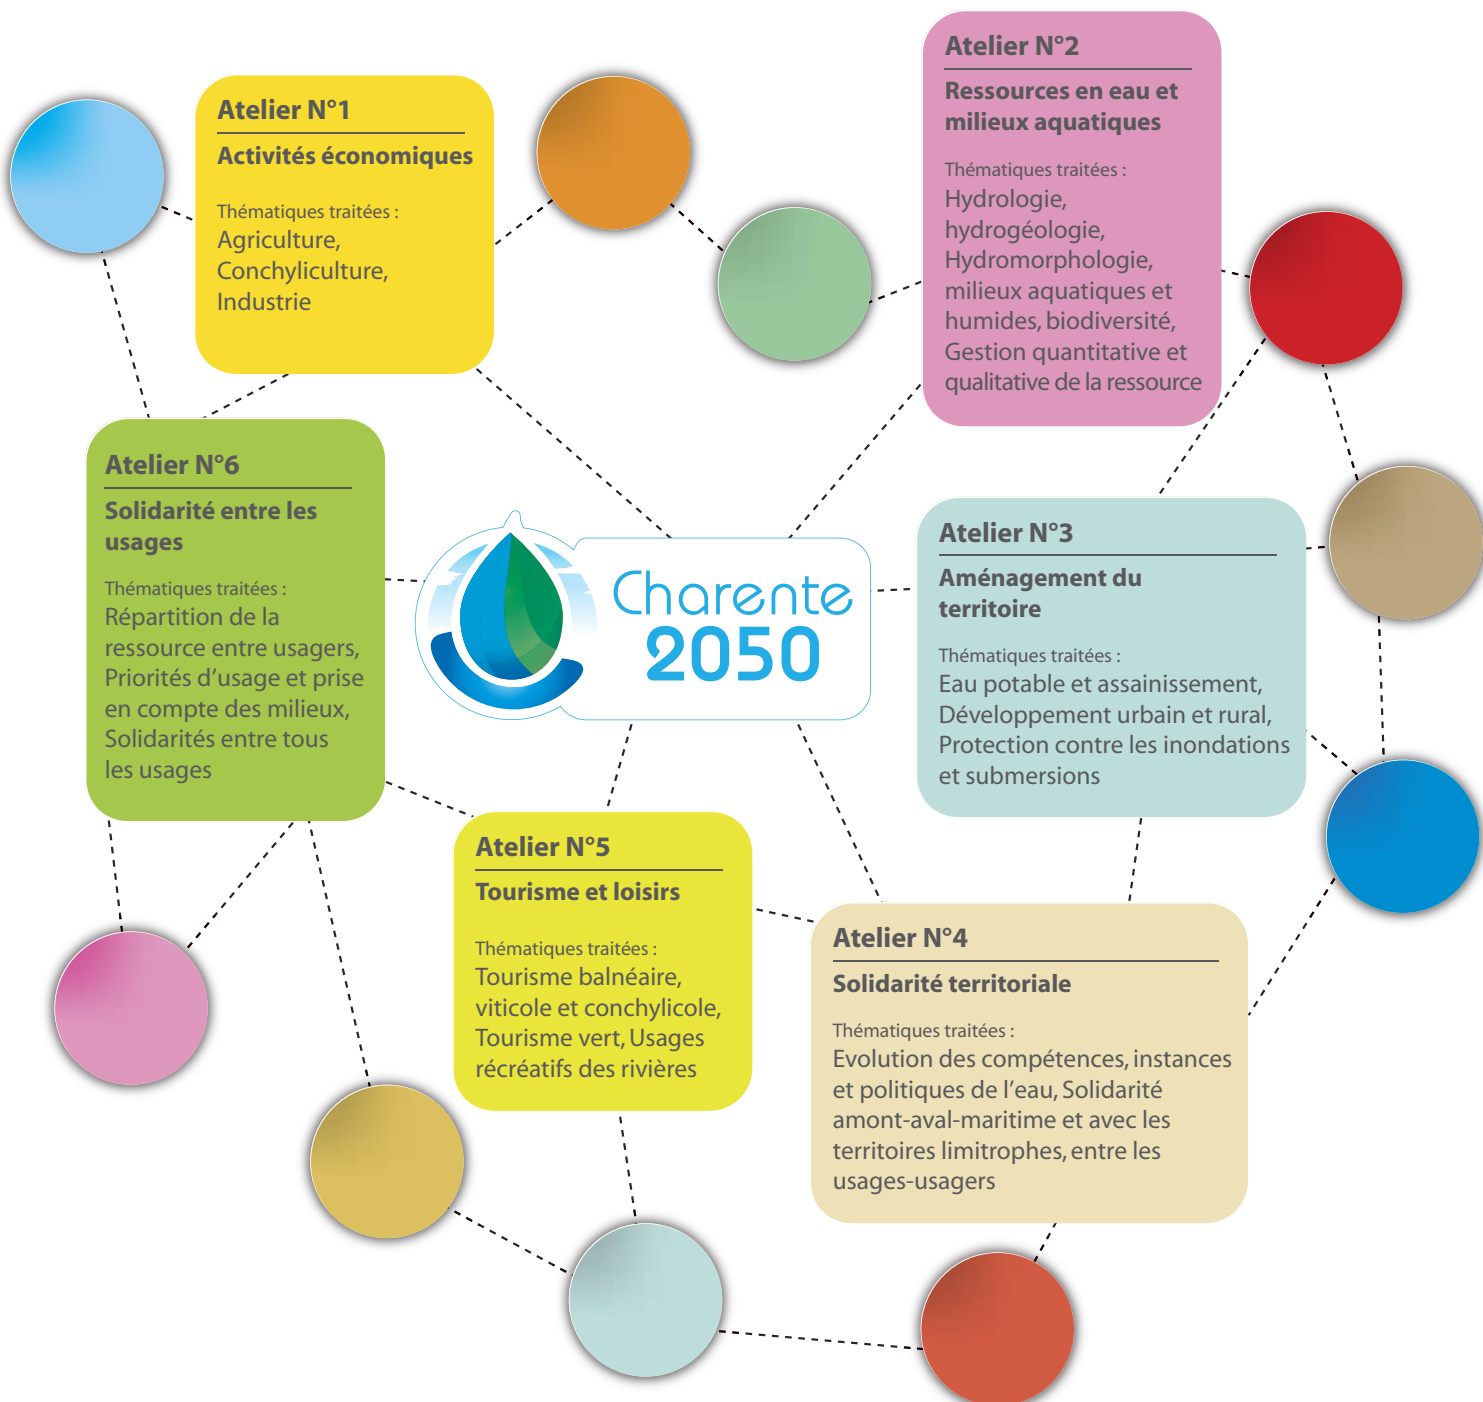 Atelier N°1
Activités économiques
Thématiques traitées :
Agriculture,
Conchyliculture,
Industrie
Atelier N°2
Ressources en eau et
milieux aquatiques
Thématiques traitées :
Hydrologie,
hydrogéologie,
Hydromorphologie,
milieux aquatiques et
humides, biodiversité,
Gestion quantitative et
qualitative de la ressource
Atelier N°6
Solidarité entre les
usages
Thématiques traitées :
Répartition de la
ressource entre usagers,
Priorités d’usage et prise
en compte des milieux,
Solidarités entre tous
les usages
Charente
2050
Atelier N°3
Aménagement du
territoire
Thématiques traitées :
Eau potable et assainissement,
Développement urbain et rural,
Protection contre les inondations
et submersions
Atelier N°5
Tourisme et loisirs
Thématiques traitées :
Tourisme balnéaire,
viticole et conchylicole,
Tourisme vert, Usages
récréatifs des rivières
Atelier N°4
Solidarité territoriale
Thématiques traitées :
Evolution des compétences, instances
et politiques de l’eau, Solidarité
amont-aval-maritime et avec les
territoires limitrophes, entre les
usages-usagers